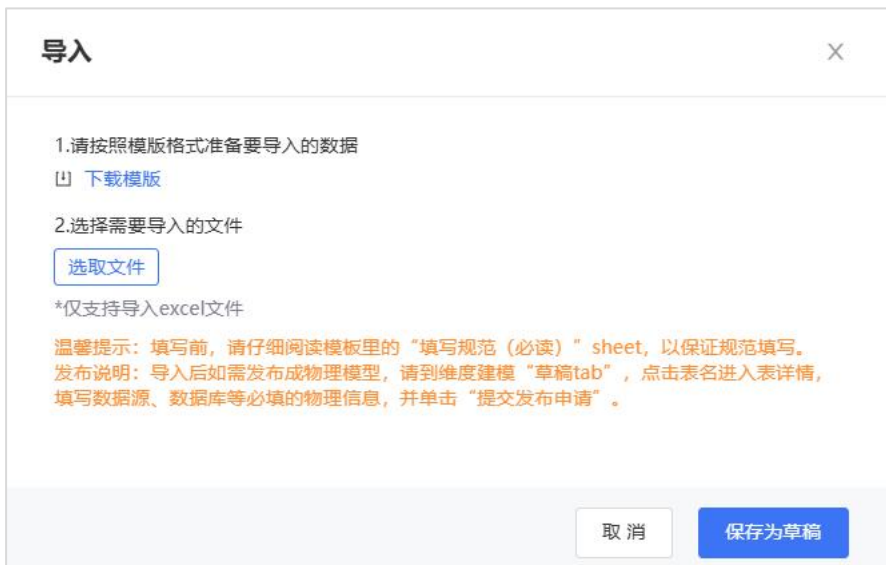 导入
1.请按照模版格式准备要导入的数据
下载模版
2.选择需要导入的文件
选取文件
*仅支持导入excel文件
温馨提示：填写前，请仔细阅读模板里的“填写规范（必读）”sheet，以保证规范填写。
发布说明：导入后如需发布成物理模型，请到维度建模“草稿tab”，点击表名进入表详情，
填写数据源、数据库等必填的物理信息，并单击“提交发布申请”。
取 消
保存为草稿